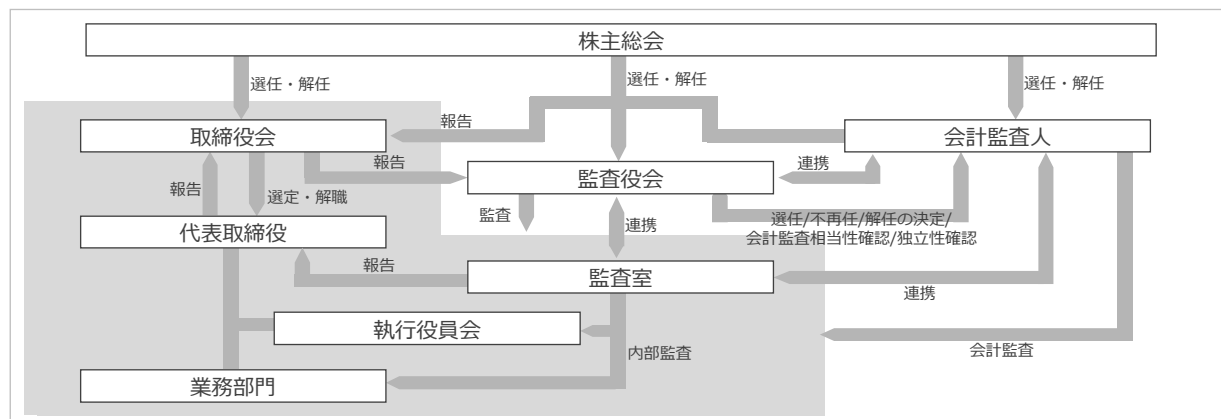 株主総会
選任・解任
選任・解任
選任・解任
報告
取締役会
会計監査人
報告
連携
監査役会
報告
選定・解職
監査
選任/不再任/解任の決定/
会計監査相当性確認/独立性確認
代表取締役
連携
報告
監査室
連携
執行役員会
内部監査
会計監査
業務部門